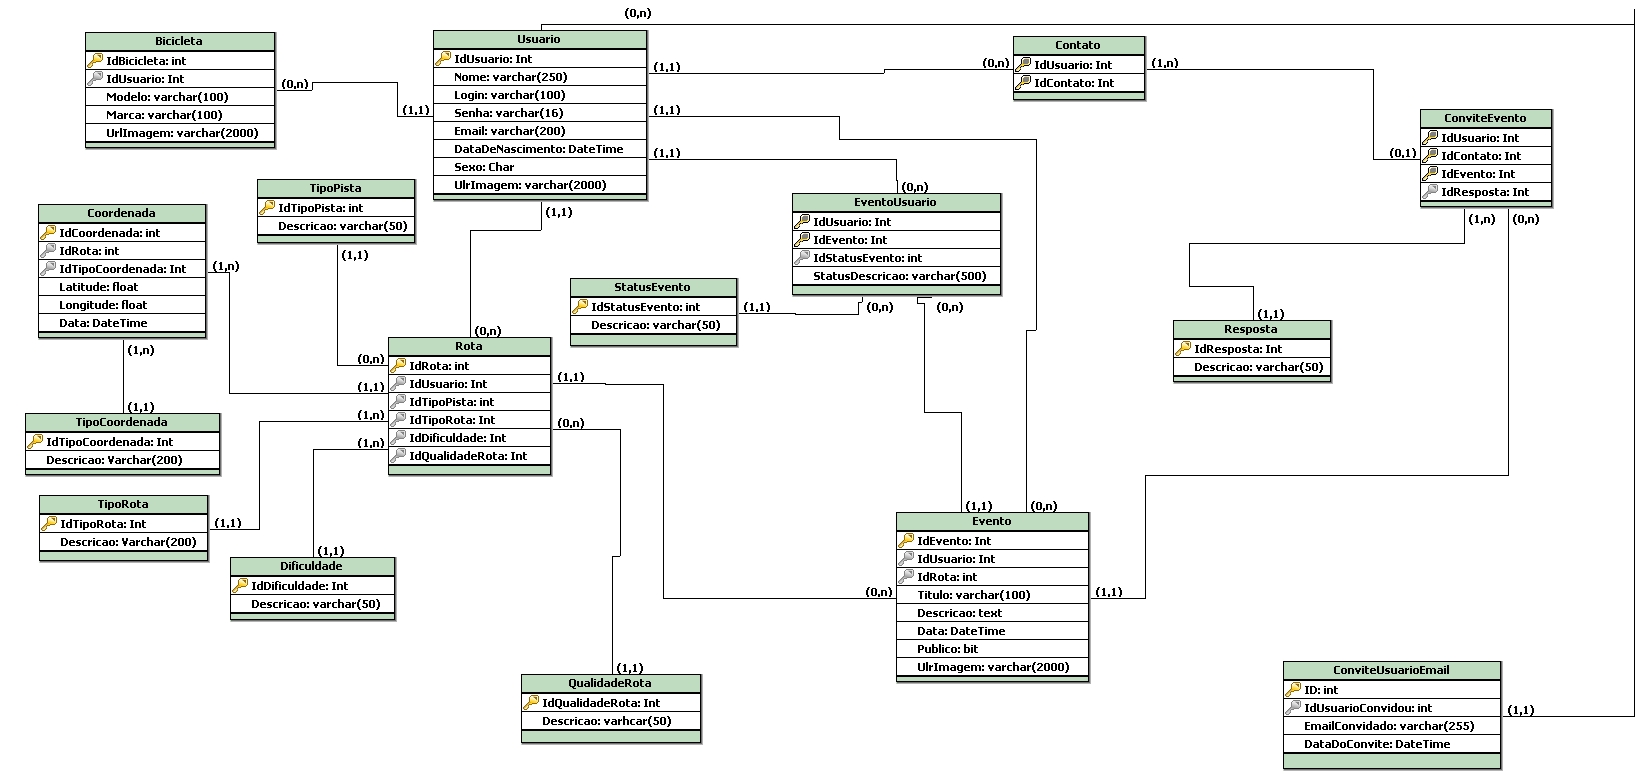 (0,n)
Bicicleta
IdBicicleta: int
IdUsuario: Int
Modelo: varchar(100)
Marca: varchar(100)
UrlImagem: varchar(2000)
(0,n)
(1,1)
Usuario
IdUsuario: Int
Nome: varchar(250)
Login: varchar(100)
Senha: varchar(16)
Email: varchar(200)
DataDeNascimento: DateTime
Sexo: Char
UlrImagem: varchar(2000)
(1,1)
(1,1)
(1,1)
(1,1)
(0,n)
Contato
IdUsuario: Int
IdContato: Int
(1,n)
(0,1)
ConviteEvento
IdUsuario: Int
IdContato: Int
IdEvento: Int
IdResposta: Int
(1,n)
(0,n)
TipoPista
IdTipoPista: int
Descricao: varchar(50)
(1,1)
(0,n)
EventoUsuario
IdUsuario: Int
IdEvento: Int
IdStatusEvento: int
StatusDescricao: varchar(500)
(0,n)
(0,n)
Coordenada
IdCoordenada: int
IdRota: int
IdTipoCoordenada: Int
Latitude: float
Longitude: float
Data: DateTime
(1,n)
(1,n)
StatusEvento
IdStatusEvento: int
Descricao: varchar(50)
(1,1)
(1,1)
Resposta
IdResposta: Int
Descricao: varchar(50)
(0,n)
Rota
IdRota: int
IdUsuario: Int
IdTipoPista: int
IdTipoRota: Int
IdDificuldade: Int
IdQualidadeRota: Int
(0,n)
(1,1)
(1,n)
(1,n)
(1,1)
(0,n)
(1,1)
TipoCoordenada
IdTipoCoordenada: Int
Descricao: Varchar(200)
TipoRota
IdTipoRota: Int
Descricao: Varchar(200)
(1,1)
(1,1)
Dificuldade
IdDificuldade: Int
Descricao: varchar(50)
(1,1)
(0,n)
Evento
IdEvento: Int
IdUsuario: Int
IdRota: int
Titulo: varchar(100)
Descricao: text
Data: DateTime
Publico: bit
UlrImagem: varchar(2000)
(0,n)
(1,1)
(1,1)
QualidadeRota
IdQualidadeRota: Int
Descricao: varhcar(50)
ConviteUsuarioEmail
ID: int
IdUsuarioConvidou: int
EmailConvidado: varchar(255)
DataDoConvite: DateTime
(1,1)